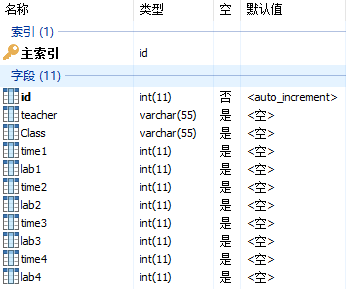 名称 类型 空 默认值
索引 (1)
主索引 id
字段 (11)
id int(11) 否 <auto_increment>
teacher varchar(55) 是 <空>
Class varchar(55) 是 <空>
time1 int(11) 是 <空>
lab1 int(11) 是 <空>
time2 int(11) 是 <空>
lab2 int(11) 是 <空>
time3 int(11) 是 <空>
lab3 int(11) 是 <空>
time4 int(11) 是 <空>
lab4 int(11) 是 <空>